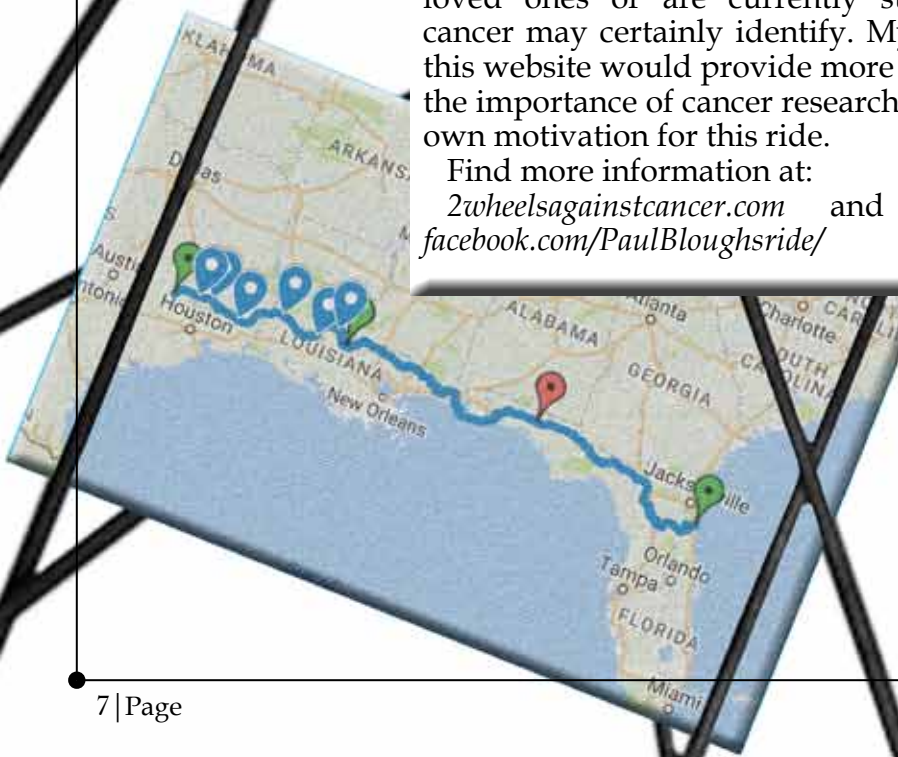 loved ones or are currently
cancer may certainly identify.
this website would provide more
the importance of cancer research
own motivation for this ride.
Find more information at:
2wheelsagainstcancer.com and
facebook.com/PaulBloughsride/
Houston
LOUISIANA
New Orleans
ALABAMA
Atlanta
GEORGIA
Charlotte
Orlando
Tampa
FLORIDA
Miami
7|Page